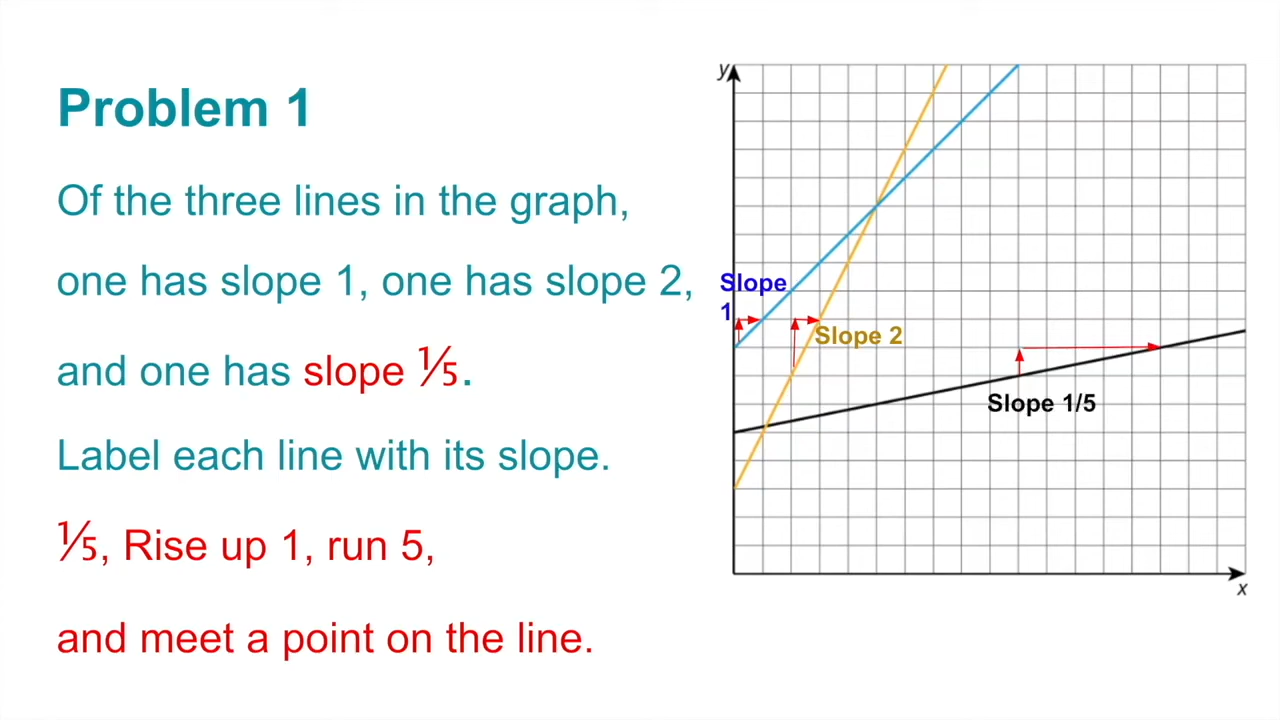 Problem 1
Of the three lines in the graph,
one has slope 1, one has slope 2,
and one has slope ⅕.
Label each line with its slope.
⅕, Rise up 1, run 5,
and meet a point on the line.
y
Slope
1
Slope 2
Slope 1/5
x